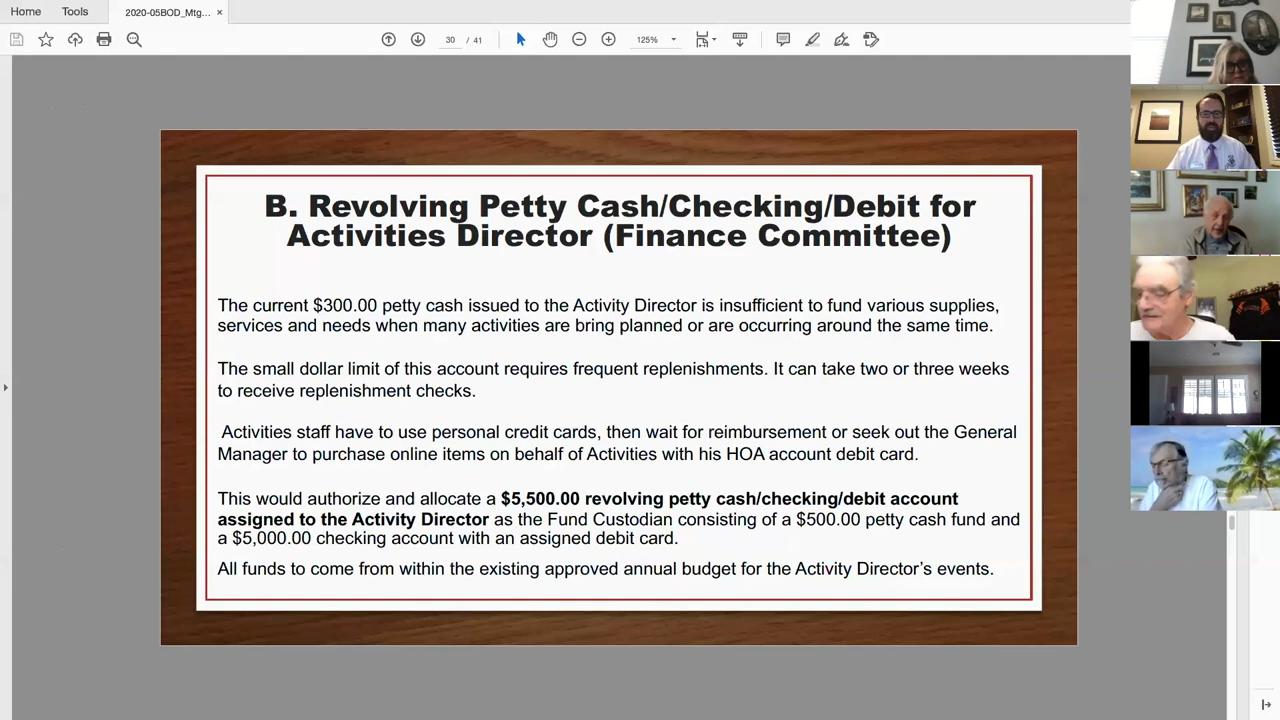 Home
Tools
2020-05BOD_Mtg... ×
30 / 41
125%
B. Revolving Petty Cash/Checking/Debit for
Activities Director (Finance Committee)
The current $300.00 petty cash issued to the Activity Director is insufficient to fund various supplies,
services and needs when many activities are bring planned or are occurring around the same time.
The small dollar limit of this account requires frequent replenishments. It can take two or three weeks
to receive replenishment checks.
Activities staff have to use personal credit cards, then wait for reimbursement or seek out the General
Manager to purchase online items on behalf of Activities with his HOA account debit card.
This would authorize and allocate a $5,500.00 revolving petty cash/checking/debit account
assigned to the Activity Director as the Fund Custodian consisting of a $500.00 petty cash fund and
a $5,000.00 checking account with an assigned debit card.
All funds to come from within the existing approved annual budget for the Activity Director’s events.